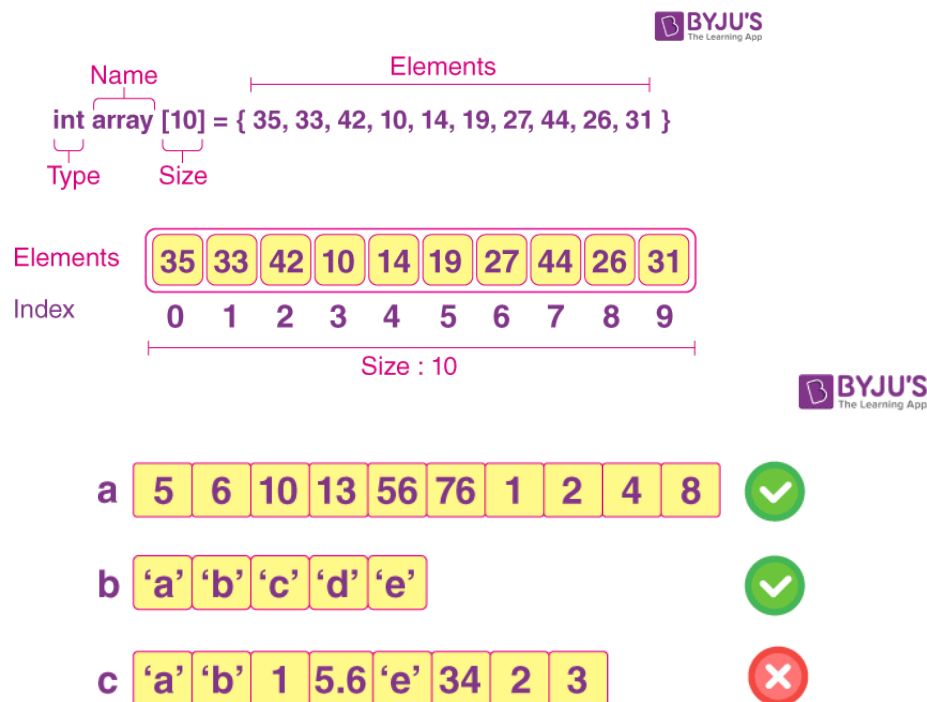 BYJU'S
The Learning App
Name
Elements
int array [10] = { 35, 33, 42, 10, 14, 19, 27, 44, 26, 31 }
Type
Size
Elements
35 33 42 10 14 19 27 44 26 31
Index
0 1 2 3 4 5 6 7 8 9
Size : 10
BYJU'S
The Learning App
a 5 6 10 13 56 76 1 2 4 8
b ‘a’ ‘b’ ‘c’ ‘d’ ‘e’
c ‘a’ ‘b’ 1 5.6 ‘e’ 34 2 3